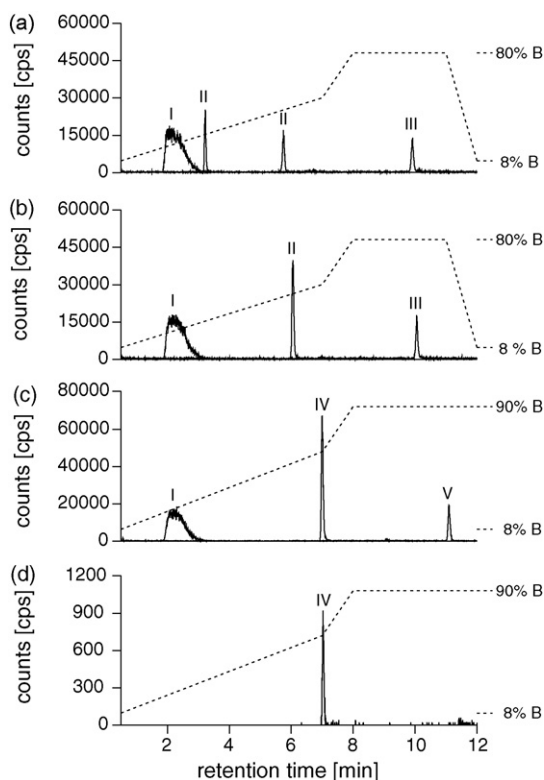 (a)
counts [cps]
60000
45000
30000
15000
0
I
II
II
III
80% B
8% B
(b)
counts [cps]
60000
45000
30000
15000
0
I
II
III
80% B
8 % B
(c)
counts [cps]
80000
60000
40000
20000
0
I
IV
V
90% B
8% B
(d)
counts [cps]
1200
900
600
300
0
IV
90% B
8% B
2 4 6 8 10 12
retention time [min]